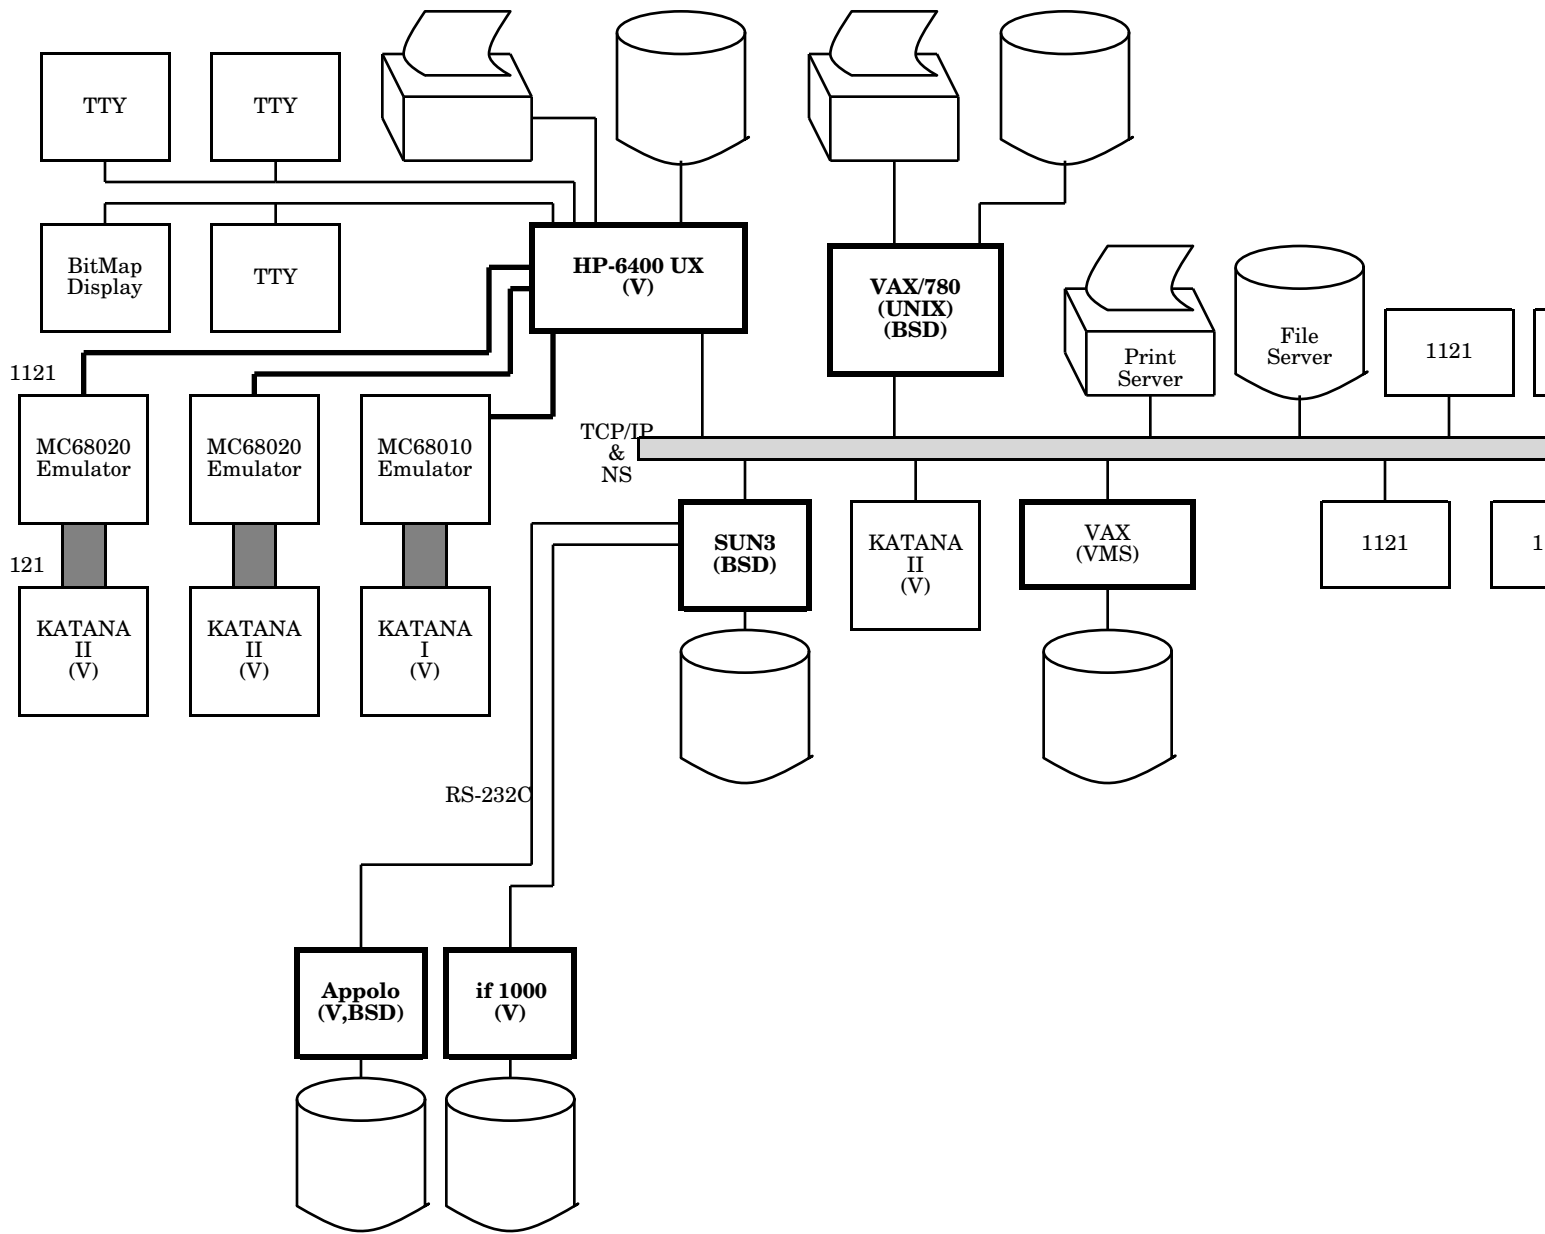 TTY
TTY
BitMap
Display
TTY
HP-6400 UX
(V)
VAX/780
(UNIX)
(BSD)
Print
Server
File
Server
1121
1121
MC68020
Emulator
MC68020
Emulator
MC68010
Emulator
TCP/IP
&
NS
121
KATANA
II
(V)
KATANA
II
(V)
KATANA
I
(V)
SUN3
(BSD)
KATANA
II
(V)
VAX
(VMS)
1121
1
RS-232C
Appolo
(V,BSD)
if 1000
(V)